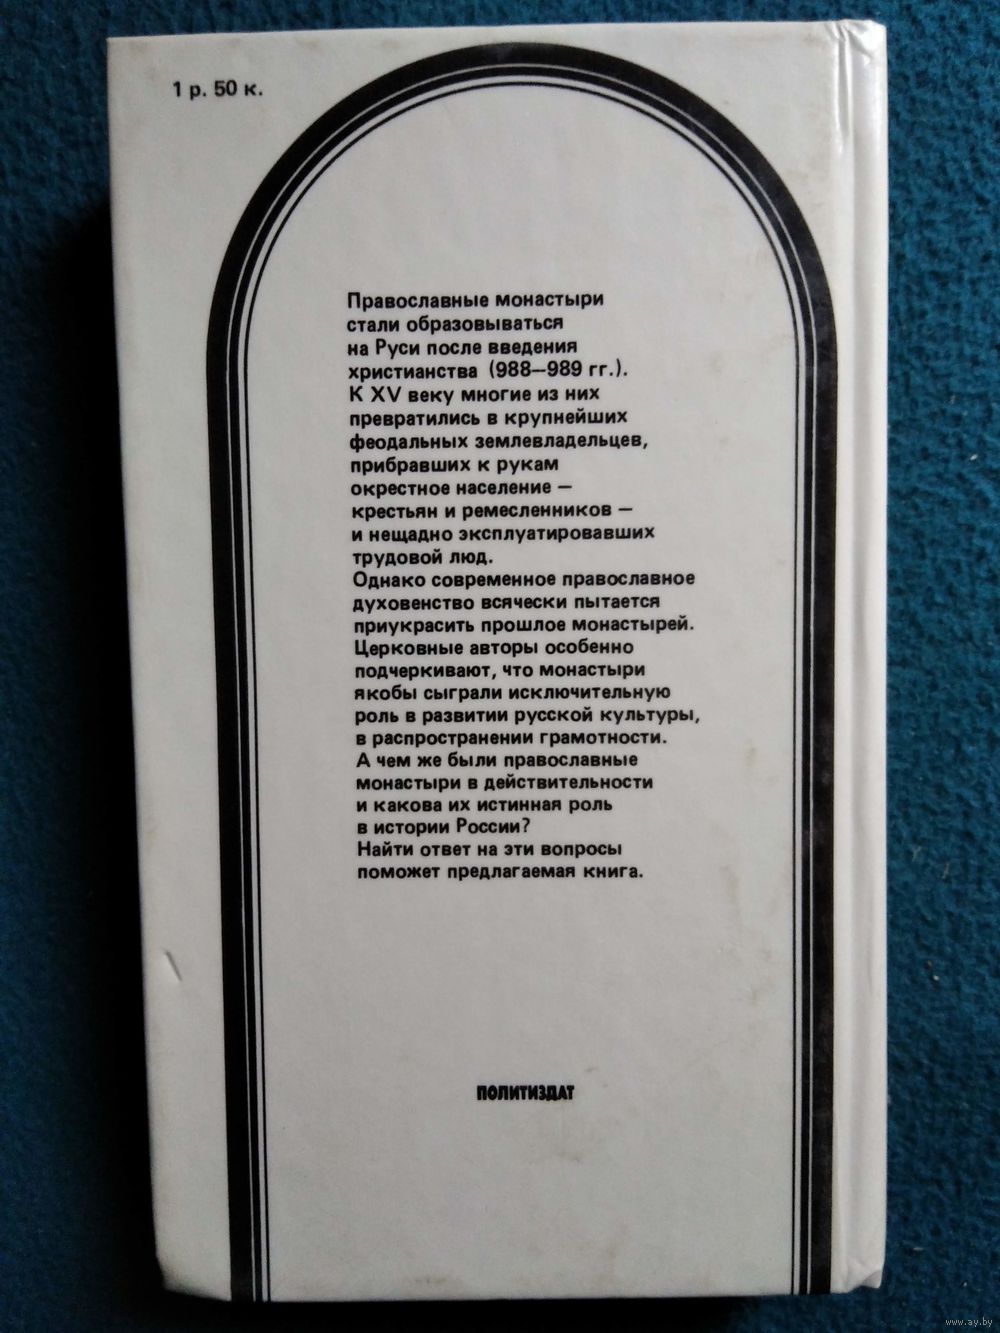 1 р. 50 к.
Православные монастыри
стали образовываться
на Руси после введения
христианства (988—989 гг.).
К XV веку многие из них
превратились в крупнейших
феодальных землевладельцев,
прибравших к рукам
окрестное население —
крестьян и ремесленников —
и нещадно эксплуатировавших
трудовой люд.
Однако современное православное
духовенство всячески пытается
приукрасить прошлое монастырей.
Церковные авторы особенно
подчеркивают, что монастыри
якобы сыграли исключительную
роль в развитии русской культуры,
в распространении грамотности.
А чем же были православные
монастыри в действительности
и какова их истинная роль
в истории России?
Найти ответ на эти вопросы
поможет предлагаемая книга.
ПОЛИТИЗДАТ
www.ay.by